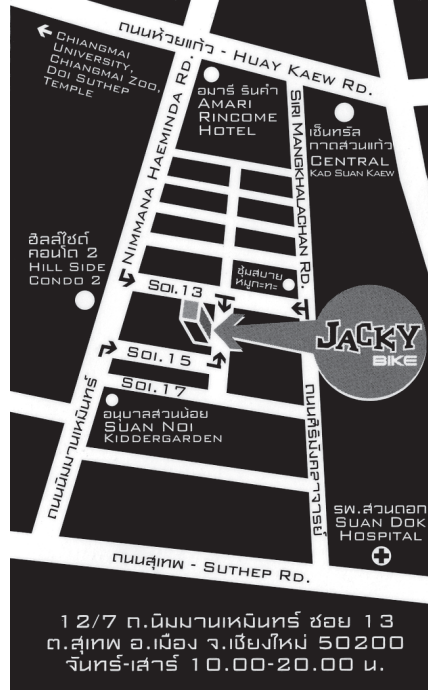 ถนนห้วยแก้ว - HUAY KAEW RD.
CHIANGMAI
UNIVERSITY,
CHIANGMAI ZOO,
DOI SUTHEP
TEMPLE
NIMMANA HAEMINDA RD.
อมารี รินคำ
AMARI
RINCOME
HOTEL
SIRI MANGKHALACHAN RD.
เซ็นทรัล
กาดสวนแก้ว
CENTRAL
KAD SUAN KAEW
ฮิลล์ไซด์
คอนโด 2
HILL SIDE
CONDO 2
ซุ้มสบาย
หมูกะทะ
SOI.13
JACKY
BIKE
SOI.15
SOI.17
อนุบาลสวนน้อย
SUAN NOI
KIDDERGARDEN
ถนนนิมมานเหมินทร์
ถนนศิริมังคลาจารย์
รพ.สวนดอก
SUAN DOK
HOSPITAL
ถนนสุเทพ - SUTHEP RD.
12/7 ถ.นิมมานเหมินทร์ ซอย 13
ต.สุเทพ อ.เมือง จ.เชียงใหม่ 50200
จันทร์-เสาร์ 10.00-20.00 น.